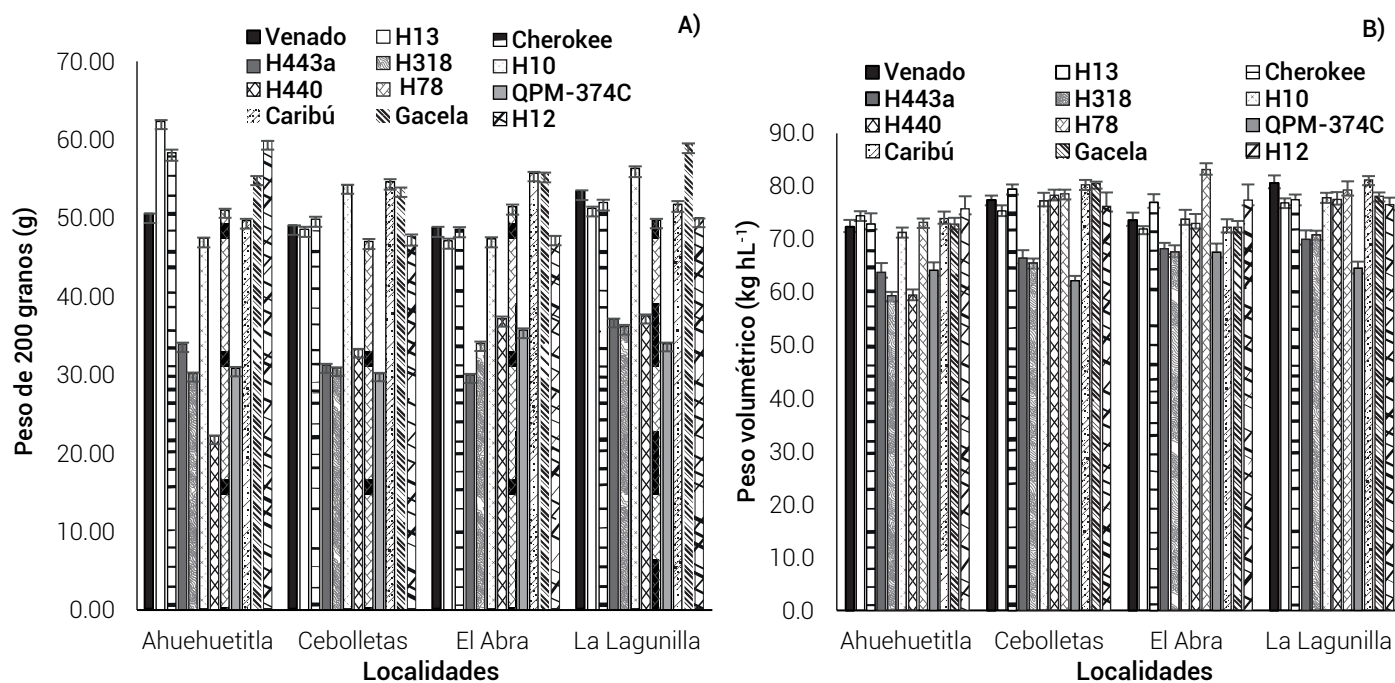 A)
Venado H13 Cherokee
H443a H318 H10
H440 H78 QPM-374C
Caribú Gacela H12
Peso de 200 granos (g)
70.00
60.00
50.00
40.00
30.00
20.00
10.00
0.00
Ahuehuetitla Cebolletas El Abra La Lagunilla
Localidades
B)
Venado H13 Cherokee
H443a H318 H10
H440 H78 QPM-374C
Caribú Gacela H12
Peso volumétrico (kg hL⁻¹)
90.0
80.0
70.0
60.0
50.0
40.0
30.0
20.0
10.0
0.0
Ahuehuetitla Cebolletas El Abra La Lagunilla
Localidades